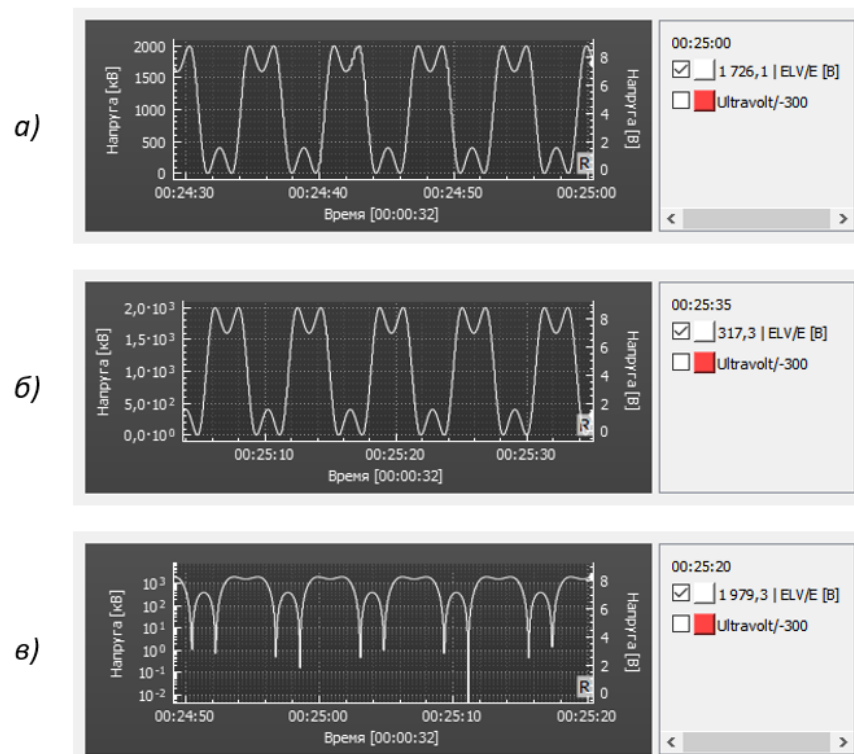 а)
Напруга [кВ]
2000
1500
1000
500
0
8
6
4
2
0
Напруга [В]
R
00:24:30 00:24:40 00:24:50 00:25:00
Время [00:00:32]
00:25:00
1 726,1 | ELV/E [В]
Ultravolt/-300
< >
б)
Напруга [кВ]
2,0·10³
1,5·10³
1,0·10³
5,0·10²
0,0·10⁰
8
6
4
2
0
Напруга [В]
R
00:25:10 00:25:20 00:25:30
Время [00:00:32]
00:25:35
317,3 | ELV/E [В]
Ultravolt/-300
в)
Напруга [кВ]
10³
10²
10¹
10⁰
10⁻¹
10⁻²
8
6
4
2
0
Напруга [В]
R
00:24:50 00:25:00 00:25:10 00:25:20
Время [00:00:32]
00:25:20
1 979,3 | ELV/E [В]
Ultravolt/-300
< >